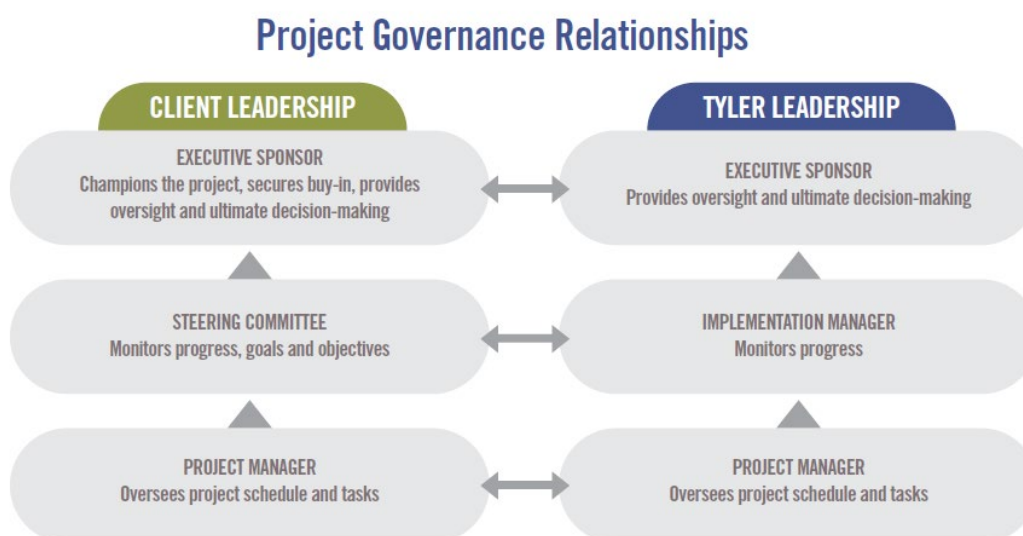 Project Governance Relationships
CLIENT LEADERSHIP
EXECUTIVE SPONSOR
Champions the project, secures buy-in, provides
oversight and ultimate decision-making
STEERING COMMITTEE
Monitors progress, goals and objectives
PROJECT MANAGER
Oversees project schedule and tasks
TYLER LEADERSHIP
EXECUTIVE SPONSOR
Provides oversight and ultimate decision-making
IMPLEMENTATION MANAGER
Monitors progress
PROJECT MANAGER
Oversees project schedule and tasks